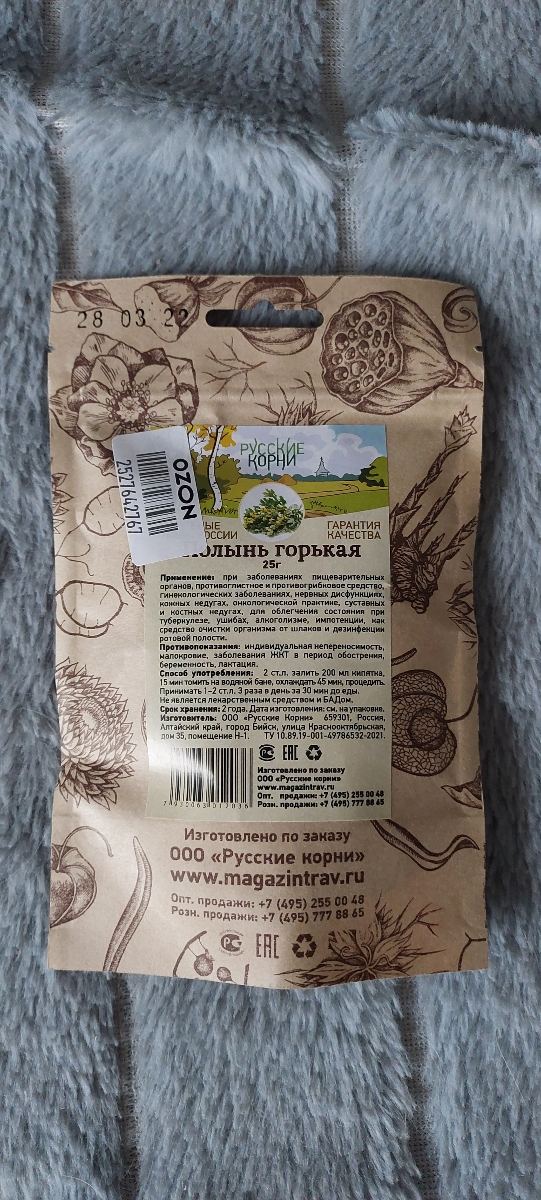 28 03 22
OZON
2521642167
РУССКИЕ
КОРНИ
РОССИИ
ГАРАНТИЯ
КАЧЕСТВА
ПОЛЫНЬ ГОРЬКАЯ
25г
Применение: при заболеваниях пищеварительных
органов, противоглистное и противогрибковое средство,
гинекологических заболеваниях, нервных дисфункциях,
кожных недугах, онкологической практике, суставных
и костных недугах, для облегчения состояния при
туберкулезе, ушибах, алкоголизме, импотенции, как
средство очистки организма от шлаков и дезинфекции
ротовой полости.
Противопоказания: индивидуальная непереносимость,
малокровие, заболевания ЖКТ в период обострения,
беременность, лактация.
Способ употребления: 2 ст.л. залить 200 мл кипятка,
15 мин томить на водяной бане, охлаждать 45 мин, процедить.
Принимать 1-2 ст.л. 3 раза в день за 30 мин до еды.
Не является лекарственным средством и БАДом.
Срок хранения: 2 года. Дата изготовления: см. на упаковке.
Изготовитель: ООО «Русские Корни» 659301, Россия,
Алтайский край, город Бийск, улица Краснооктябрьская,
дом 35, помещение Н-1. ТУ 10.89.19-001-49786532-2021.
EAC
Изготовлено по заказу
ООО «Русские корни»
www.magazintrav.ru
Опт. продажи: +7 (495) 255 00 48
Розн. продажи: +7 (495) 777 88 65
Изготовлено по заказу
ООО «Русские корни»
www.magazintrav.ru
Опт. продажи: +7 (495) 255 00 48
Розн. продажи: +7 (495) 777 88 65
EAC